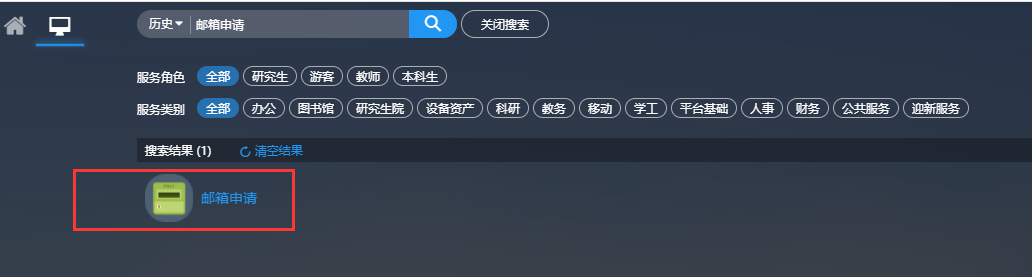 历史 邮箱申请 关闭搜索
服务角色 全部 研究生 游客 教师 本科生
服务类别 全部 办公 图书馆 研究生院 设备资产 科研 教务 移动 学工 平台基础 人事 财务 公共服务 迎新服务
搜索结果 (1) 清空结果
邮箱申请